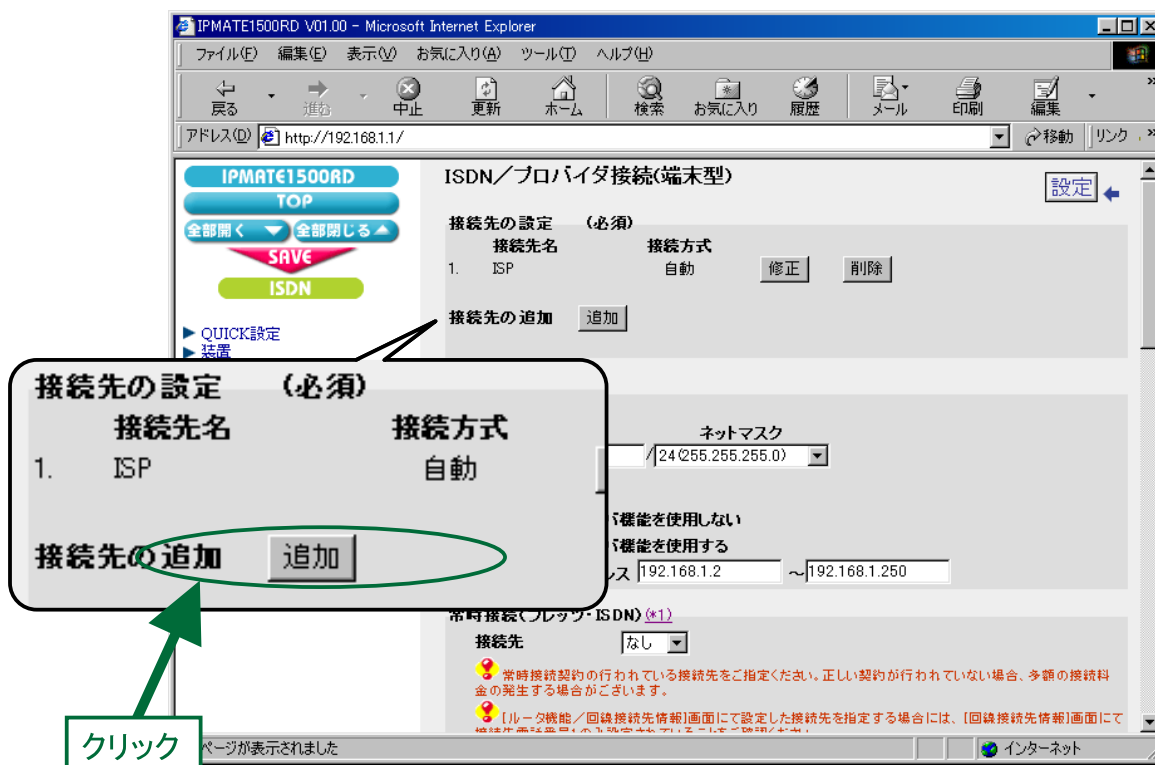 IPMATE1500RD V01.00 - Microsoft Internet Explorer
ファイル(F) 編集(E) 表示(V) お気に入り(A) ツール(T) ヘルプ(H)
戻る 進む 中止 更新 ホーム 検索 お気に入り 履歴 メール 印刷 編集 »
アドレス(D) http://192.168.1.1/ 移動 リンク »
IPMATE1500RD
TOP
全部開く 全部閉じる
SAVE
ISDN
QUICK設定
装置
ISDN／プロバイダ接続(端末型)
設定
接続先の設定 (必須)
接続先名 接続方式
1. ISP 自動 修正 削除
接続先の追加 追加
接続先の設定 (必須)
接続先名 接続方式
1. ISP 自動
接続先の追加 追加
クリック
ネットマスク
/ 24(255.255.255.0)
機能を使用しない
機能を使用する
ス 192.168.1.2 ～ 192.168.1.250
常時接続(フレッツ・ISDN) (*1)
接続先 なし
常時接続契約の行われている接続先をご指定ください。正しい契約が行われていない場合、多額の接続料
金の発生する場合がございます。
[ルータ機能／回線接続先情報]画面にて設定した接続先を指定する場合には、[回線接続先情報]画面にて
ページが表示されました インターネット